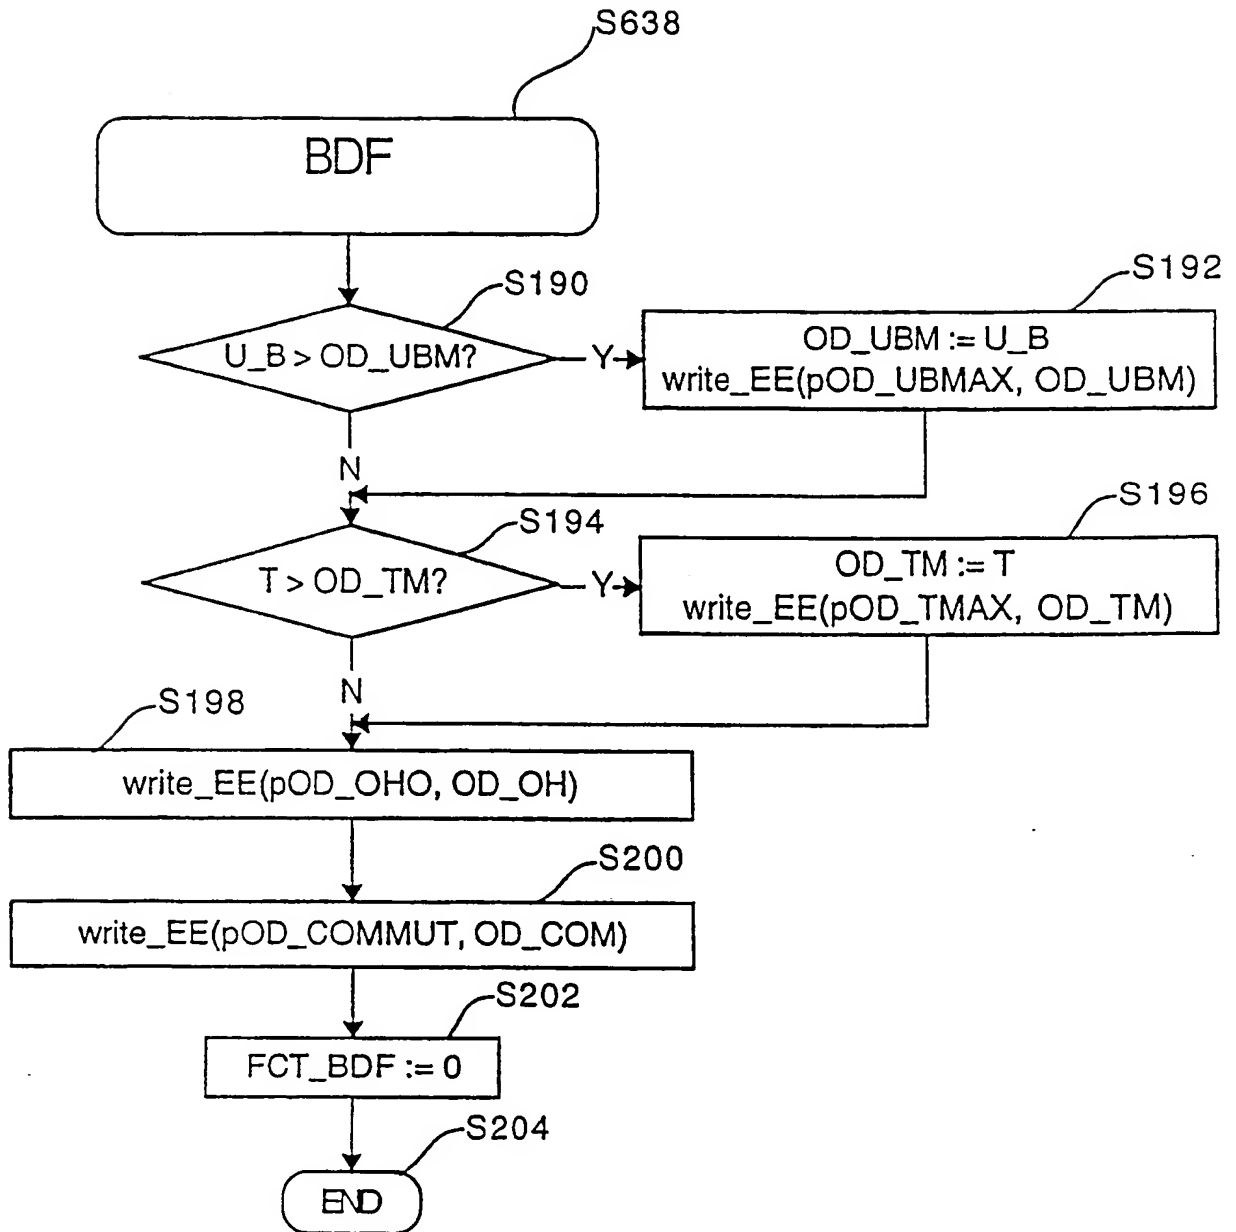 S638
BDF
S190
U_B > OD_UBM?
Y
S192
OD_UBM := U_B
write_EE(pOD_UBMAX, OD_UBM)
N
S194
T > OD_TM?
Y
S196
OD_TM := T
write_EE(pOD_TMAX, OD_TM)
N
S198
write_EE(pOD_OHO, OD_OH)
S200
write_EE(pOD_COMMUT, OD_COM)
S202
FCT_BDF := 0
S204
END